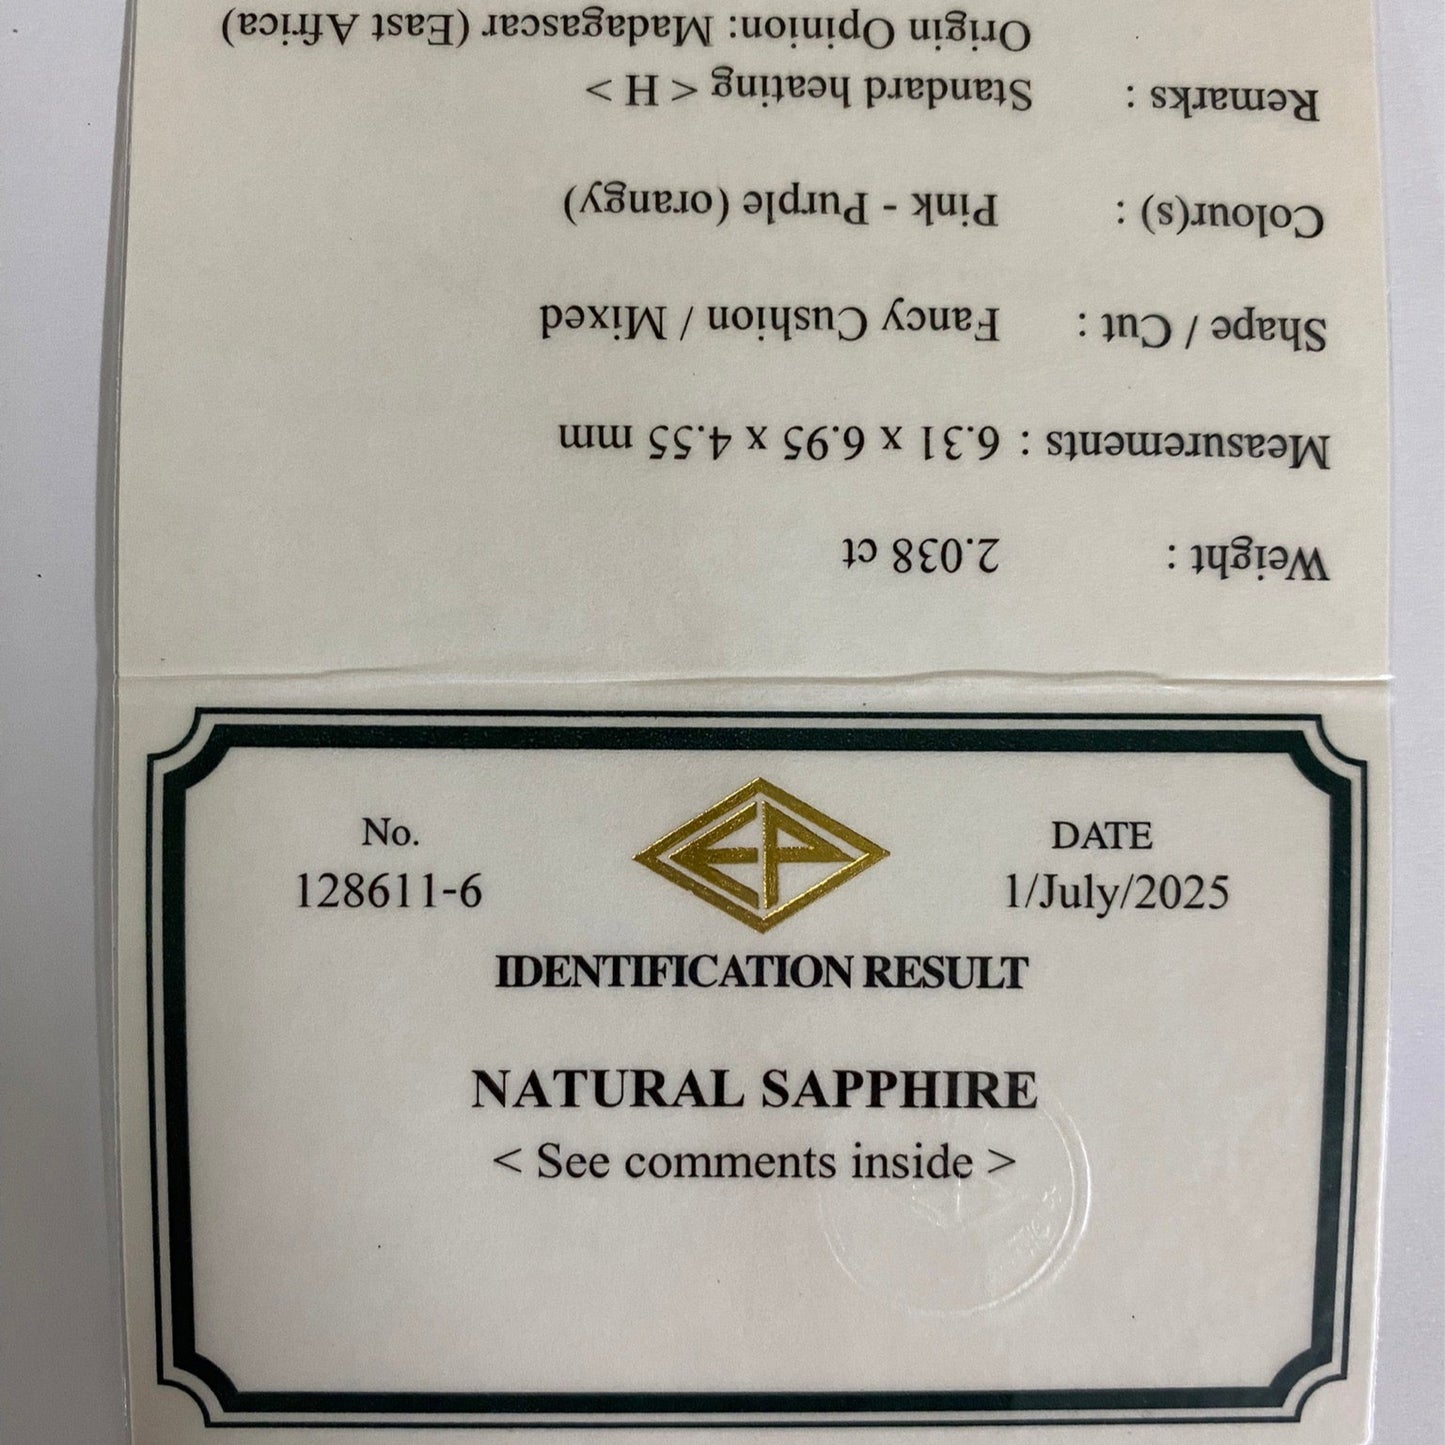 Weight : 2.038 ct
Measurements : 6.31 x 6.95 x 4.55 mm
Shape / Cut : Fancy Cushion / Mixed
Colour(s) : Pink - Purple (orangy)
Remarks : Standard heating < H >
Origin Opinion: Madagascar (East Africa)
No.
128611-6
EP
DATE
1/July/2025
IDENTIFICATION RESULT
NATURAL SAPPHIRE
< See comments inside >